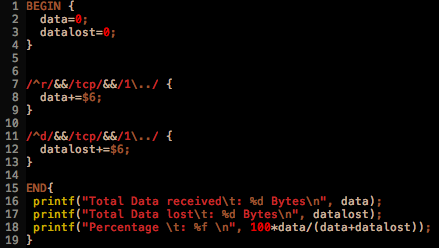 1 BEGIN {
2   data=0;
3   datalost=0;
4 }
5
6
7 /^r/&&/tcp/&&/1\../ {
8   data+=$6;
9 }
10
11 /^d/&&/tcp/&&/1\../ {
12   datalost+=$6;
13 }
14
15 END{
16  printf("Total Data received\t: %d Bytes\n", data);
17  printf("Total Data lost\t: %d Bytes\n", datalost);
18  printf("Percentage \t: %f \n", 100*data/(data+datalost));
19 }